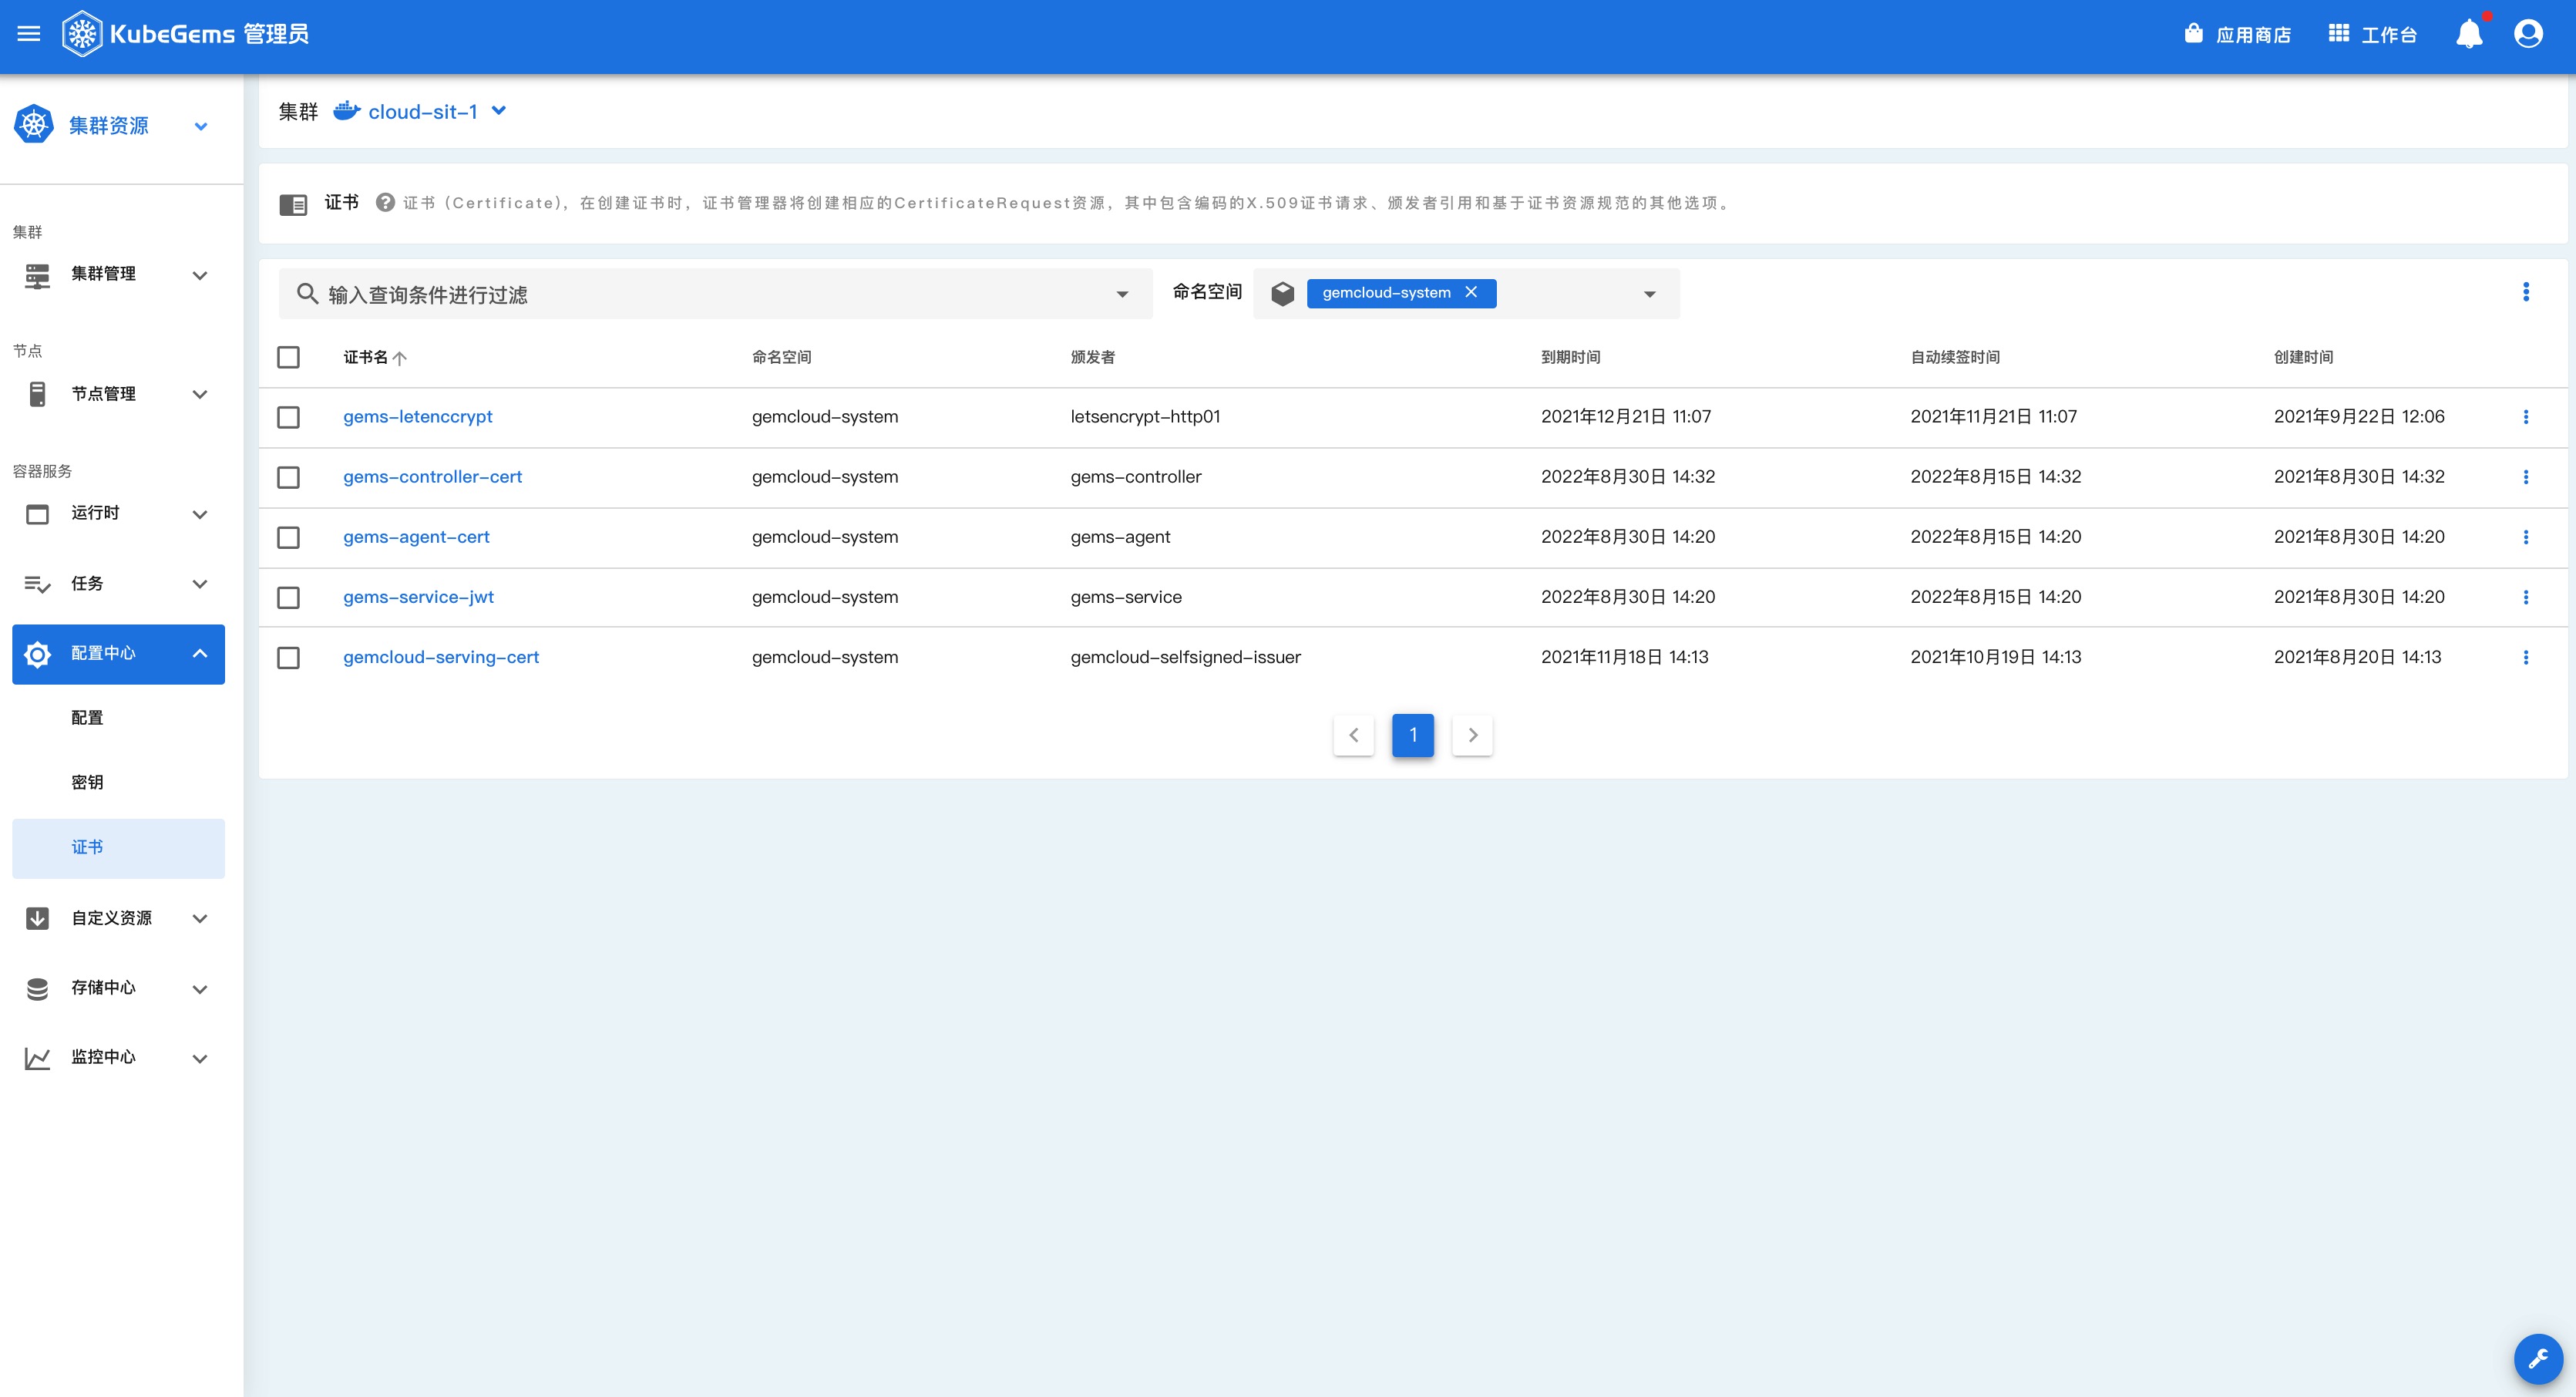 KubeGems 管理员
应用商店
工作台
集群资源
集群
集群管理
节点
节点管理
容器服务
运行时
任务
配置中心
配置
密钥
证书
自定义资源
存储中心
监控中心
集群 cloud-sit-1
证书 证书 (Certificate)，在创建证书时，证书管理器将创建相应的CertificateRequest资源，其中包含编码的X.509证书请求、颁发者引用和基于证书资源规范的其他选项。
输入查询条件进行过滤 命名空间 gemcloud-system
证书名 命名空间 颁发者 到期时间 自动续签时间 创建时间
gems-letenccrypt gemcloud-system letsencrypt-http01 2021年12月21日 11:07 2021年11月21日 11:07 2021年9月22日 12:06
gems-controller-cert gemcloud-system gems-controller 2022年8月30日 14:32 2022年8月15日 14:32 2021年8月30日 14:32
gems-agent-cert gemcloud-system gems-agent 2022年8月30日 14:20 2022年8月15日 14:20 2021年8月30日 14:20
gems-service-jwt gemcloud-system gems-service 2022年8月30日 14:20 2022年8月15日 14:20 2021年8月30日 14:20
gemcloud-serving-cert gemcloud-system gemcloud-selfsigned-issuer 2021年11月18日 14:13 2021年10月19日 14:13 2021年8月20日 14:13
1